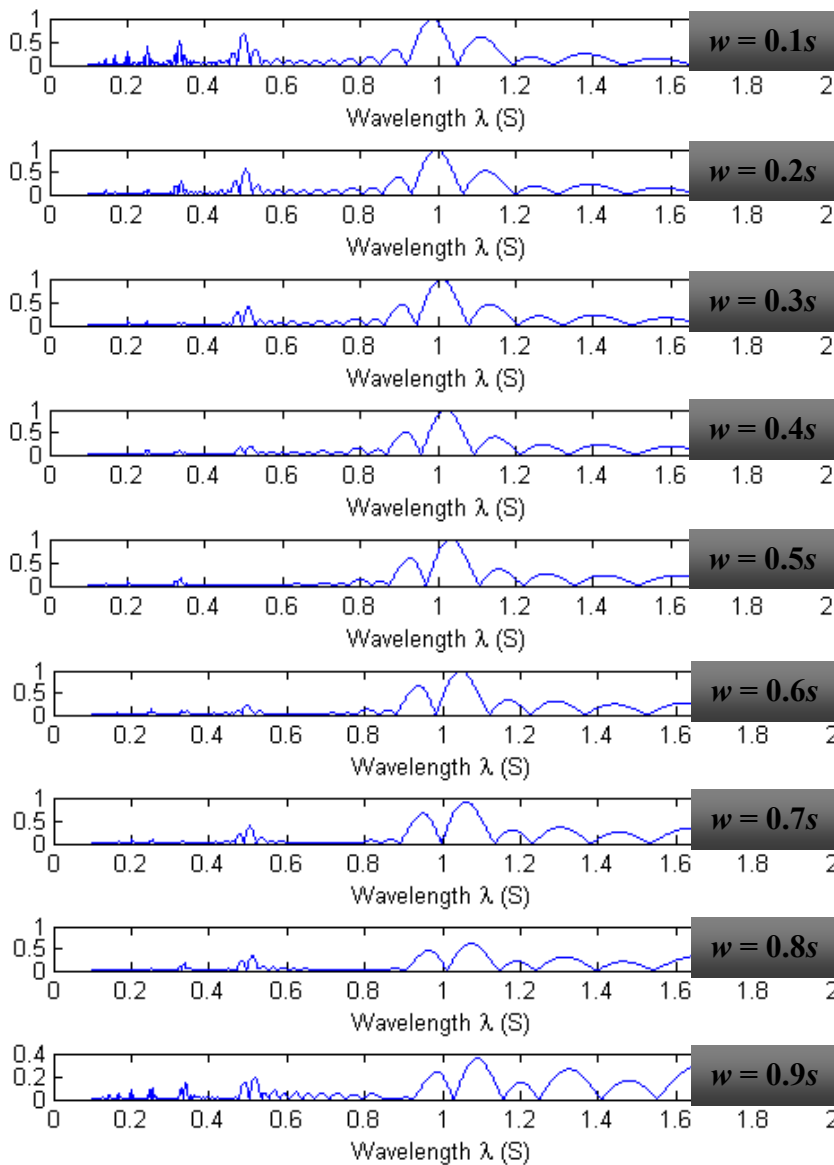 1
0.5
0
w = 0.1s
0 0.2 0.4 0.6 0.8 1 1.2 1.4 1.6 1.8 2
Wavelength λ (S)
1
0.5
0
w = 0.2s
0 0.2 0.4 0.6 0.8 1 1.2 1.4 1.6 1.8 2
Wavelength λ (S)
1
0.5
0
w = 0.3s
0 0.2 0.4 0.6 0.8 1 1.2 1.4 1.6 1.8 2
Wavelength λ (S)
1
0.5
0
w = 0.4s
0 0.2 0.4 0.6 0.8 1 1.2 1.4 1.6 1.8 2
Wavelength λ (S)
1
0.5
0
w = 0.5s
0 0.2 0.4 0.6 0.8 1 1.2 1.4 1.6 1.8 2
Wavelength λ (S)
1
0.5
0
w = 0.6s
0 0.2 0.4 0.6 0.8 1 1.2 1.4 1.6 1.8 2
Wavelength λ (S)
1
0.5
0
w = 0.7s
0 0.2 0.4 0.6 0.8 1 1.2 1.4 1.6 1.8 2
Wavelength λ (S)
1
0.5
0
w = 0.8s
0 0.2 0.4 0.6 0.8 1 1.2 1.4 1.6 1.8 2
Wavelength λ (S)
0.4
0.2
0
w = 0.9s
0 0.2 0.4 0.6 0.8 1 1.2 1.4 1.6 1.8 2
Wavelength λ (S)